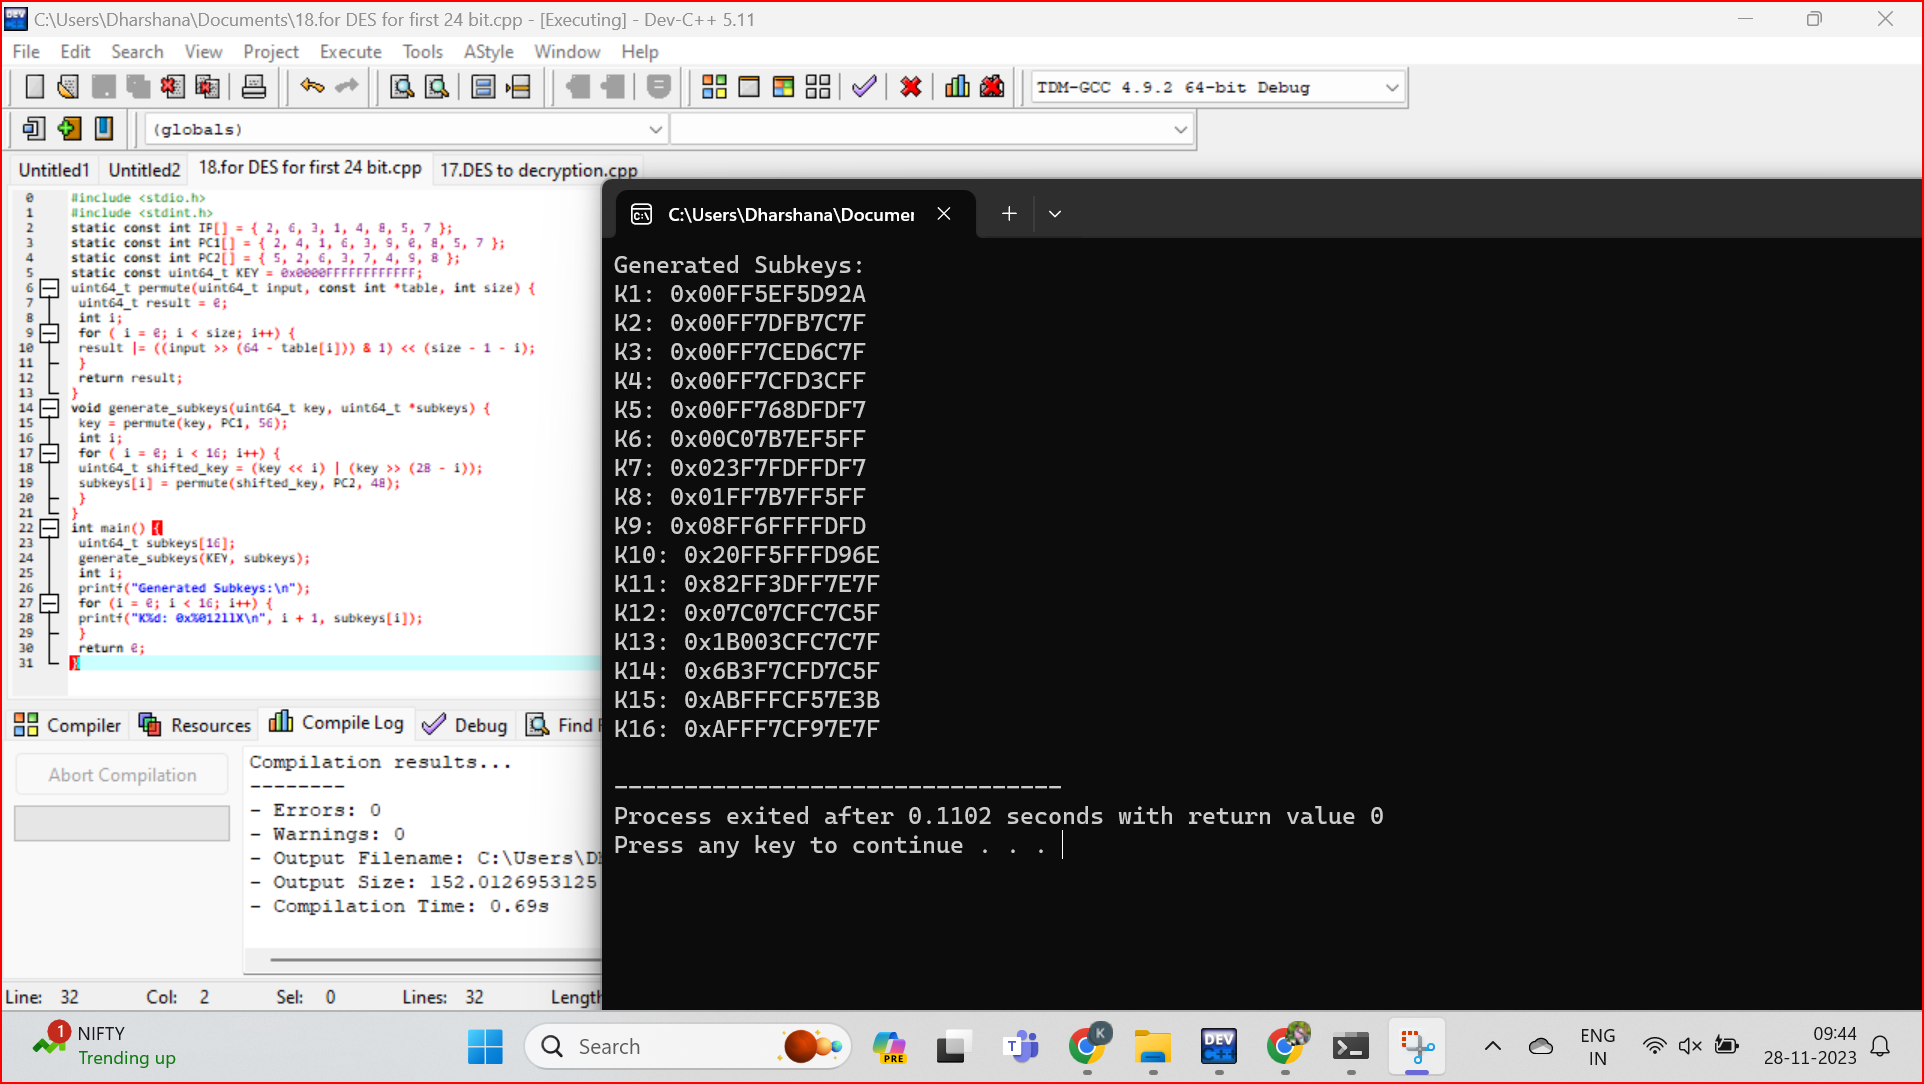 C:\Users\Dharshana\Documents\18.for DES for first 24 bit.cpp - [Executing] - Dev-C++ 5.11
File Edit Search View Project Execute Tools AStyle Window Help
TDM-GCC 4.9.2 64-bit Debug
(globals)
Untitled1 Untitled2 18.for DES for first 24 bit.cpp 17.DES to decryption.cpp
0 #include <stdio.h>
1 #include <stdint.h>
2 static const int IP[] = { 2, 6, 3, 1, 4, 8, 5, 7 };
3 static const int PC1[] = { 2, 4, 1, 6, 3, 9, 0, 8, 5, 7 };
4 static const int PC2[] = { 5, 2, 6, 3, 7, 4, 9, 8 };
5 static const uint64_t KEY = 0x0000FFFFFFFFFFFF;
6 uint64_t permute(uint64_t input, const int *table, int size) {
7 uint64_t result = 0;
8 int i;
9 for ( i = 0; i < size; i++) {
10 result |= ((input >> (64 - table[i])) & 1) << (size - 1 - i);
11 }
12 return result;
13 }
14 void generate_subkeys(uint64_t key, uint64_t *subkeys) {
15 key = permute(key, PC1, 56);
16 int i;
17 for ( i = 0; i < 16; i++) {
18 uint64_t shifted_key = (key << i) | (key >> (28 - i));
19 subkeys[i] = permute(shifted_key, PC2, 48);
20 }
21 }
22 int main() {
23 uint64_t subkeys[16];
24 generate_subkeys(KEY, subkeys);
25 int i;
26 printf("Generated Subkeys:\n");
27 for (i = 0; i < 16; i++) {
28 printf("K%d: 0x%012llX\n", i + 1, subkeys[i]);
29 }
30 return 0;
31 }
C:\Users\Dharshana\Documen
Generated Subkeys:
K1: 0x00FF5EF5D92A
K2: 0x00FF7DFB7C7F
K3: 0x00FF7CED6C7F
K4: 0x00FF7CFD3CFF
K5: 0x00FF768DFDF7
K6: 0x00C07B7EF5FF
K7: 0x023F7FDFFDF7
K8: 0x01FF7B7FF5FF
K9: 0x08FF6FFFFDFD
K10: 0x20FF5FFFD96E
K11: 0x82FF3DFF7E7F
K12: 0x07C07CFC7C5F
K13: 0x1B003CFC7C7F
K14: 0x6B3F7CFD7C5F
K15: 0xABFFFCF57E3B
K16: 0xAFFF7CF97E7F
--------------------------------
Process exited after 0.1102 seconds with return value 0
Press any key to continue . . .
Compiler Resources Compile Log Debug Find
Abort Compilation
Compilation results...
--------
- Errors: 0
- Warnings: 0
- Output Filename: C:\Users\D
- Output Size: 152.0126953125
- Compilation Time: 0.69s
Line: 32 Col: 2 Sel: 0 Lines: 32 Length
1 NIFTY
Trending up
Search
PRE
T
K
DEV
C++
ENG
IN
09:44
28-11-2023